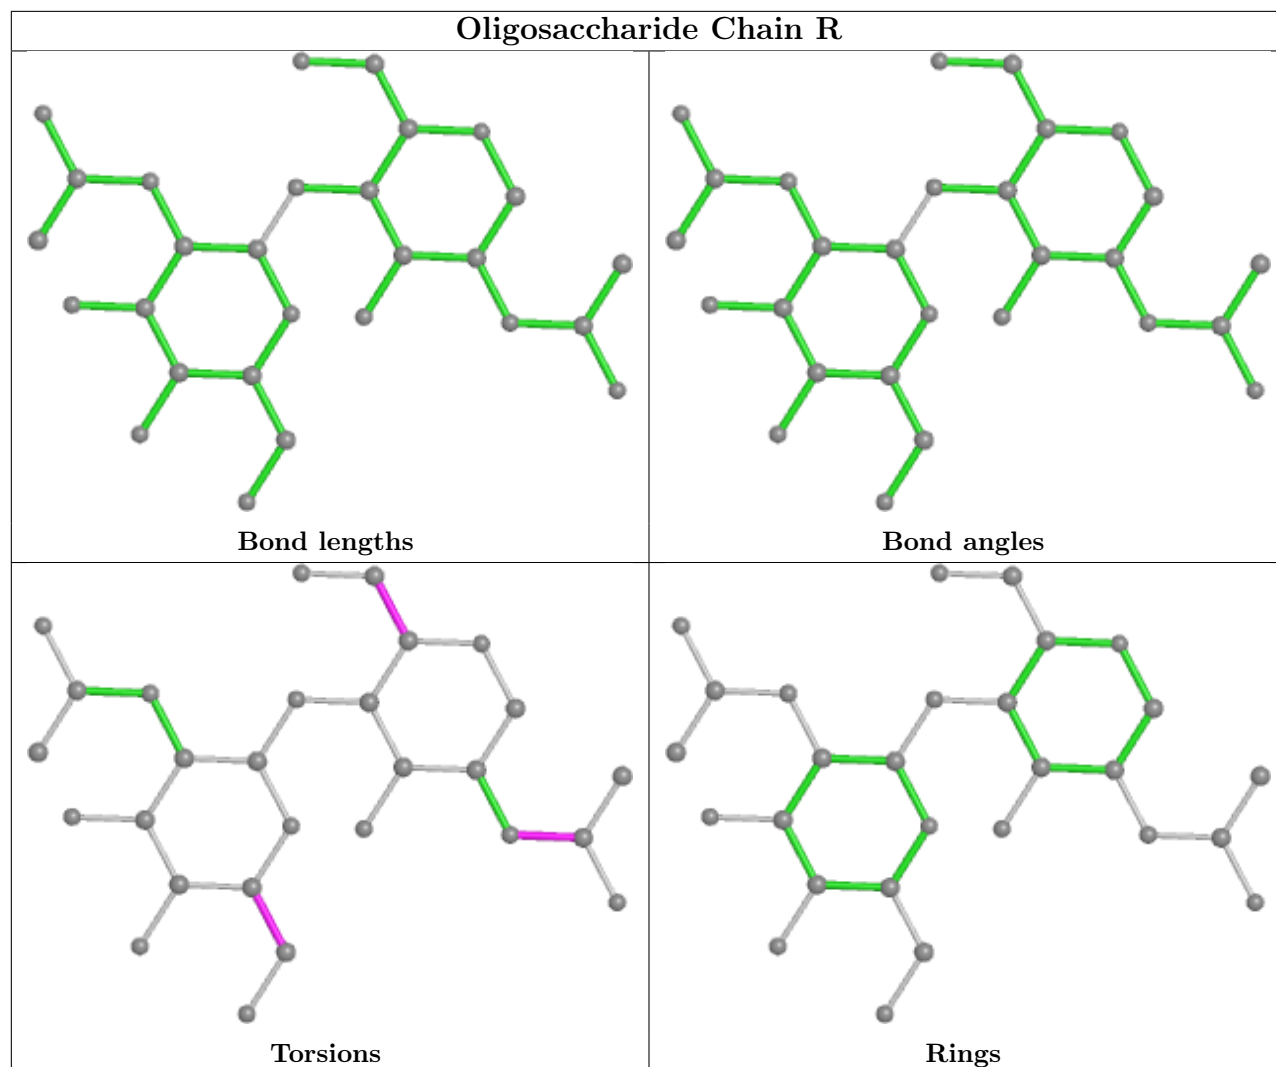 Oligosaccharide Chain R
Bond lengths
Bond angles
Torsions
Rings